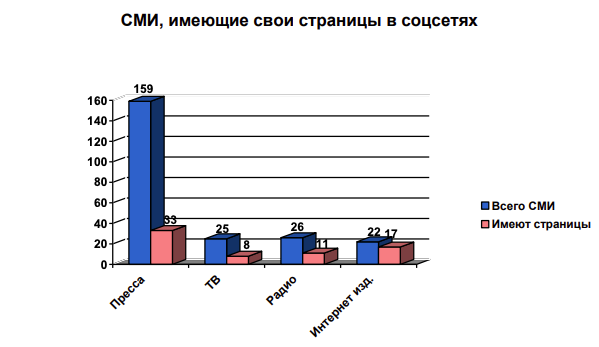 СМИ, имеющие свои страницы в соцсетях
159
160
140
120
100
80
60
40
20
0
33
25
8
26
11
22
17
Пресса
ТВ
Радио
Интернет изд.
Всего СМИ
Имеют страницы